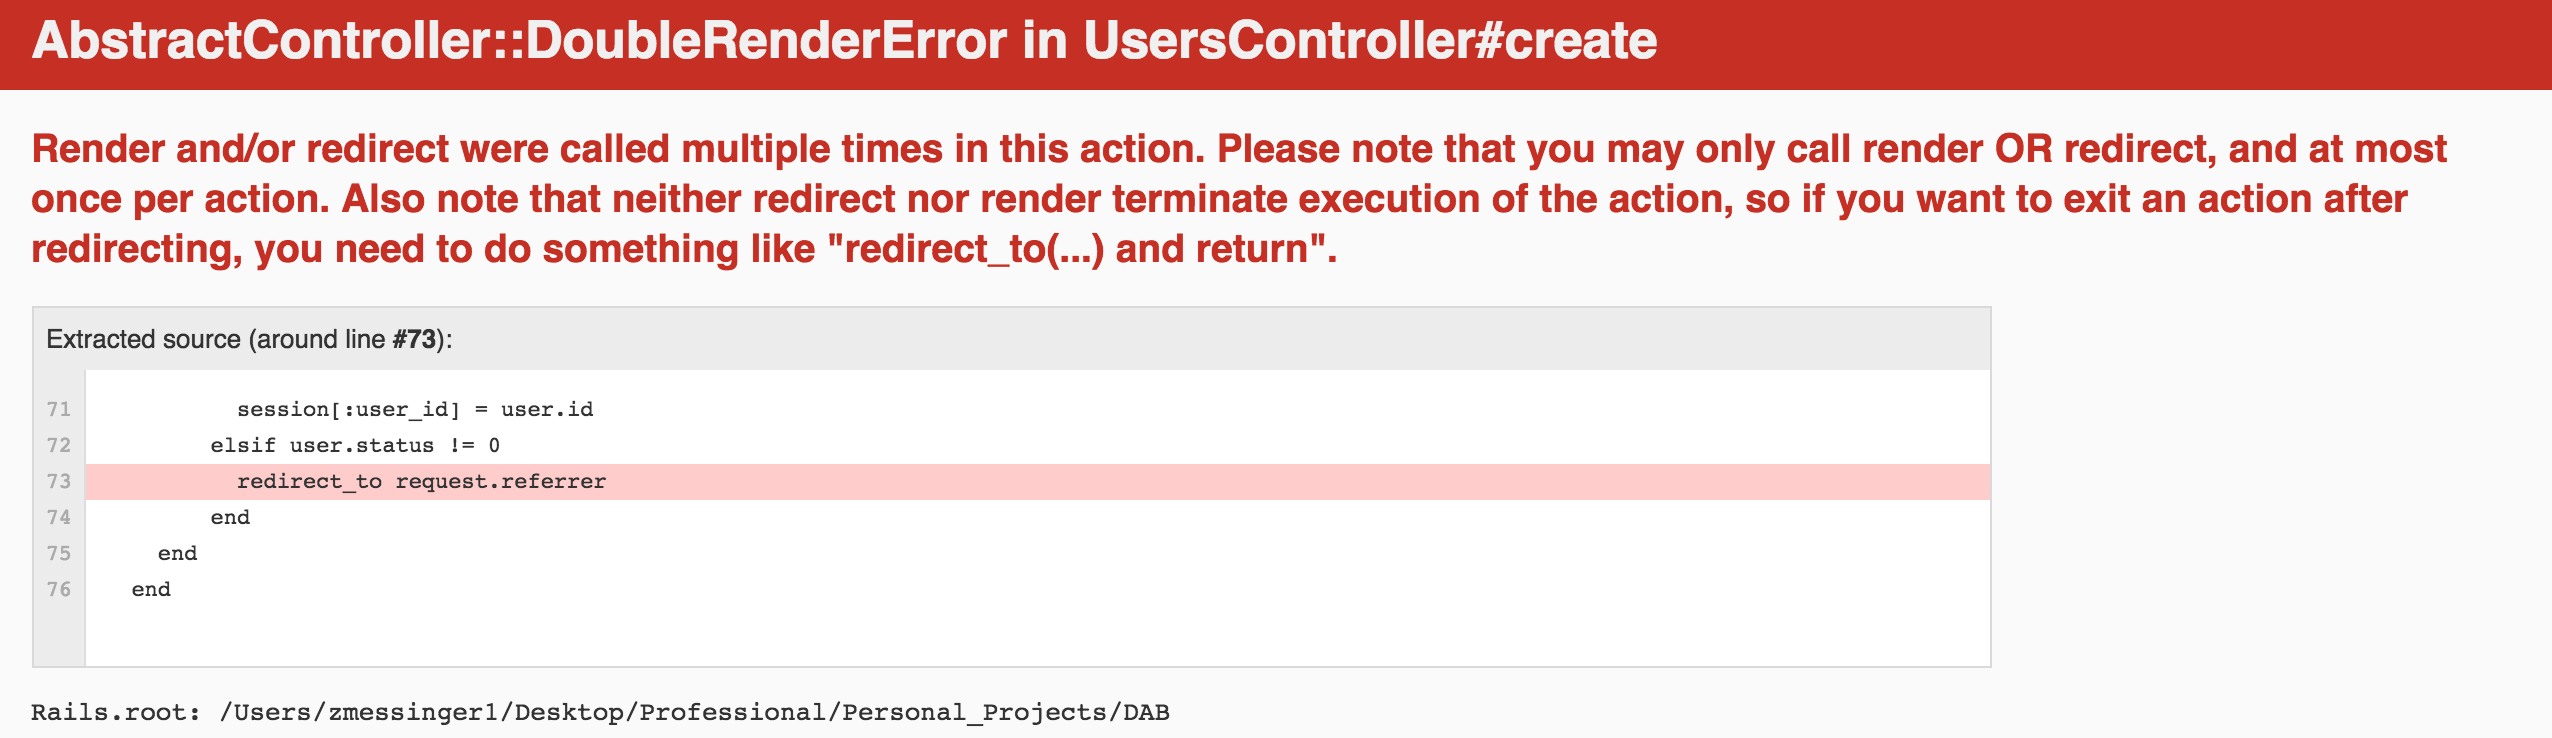 AbstractController::DoubleRenderError in UsersController#create
Render and/or redirect were called multiple times in this action. Please note that you may only call render OR redirect, and at most
once per action. Also note that neither redirect nor render terminate execution of the action, so if you want to exit an action after
redirecting, you need to do something like "redirect_to(...) and return".
Extracted source (around line #73):
71 session[:user_id] = user.id
72 elsif user.status != 0
73 redirect_to request.referrer
74 end
75 end
76 end
Rails.root: /Users/zmessinger1/Desktop/Professional/Personal_Projects/DAB